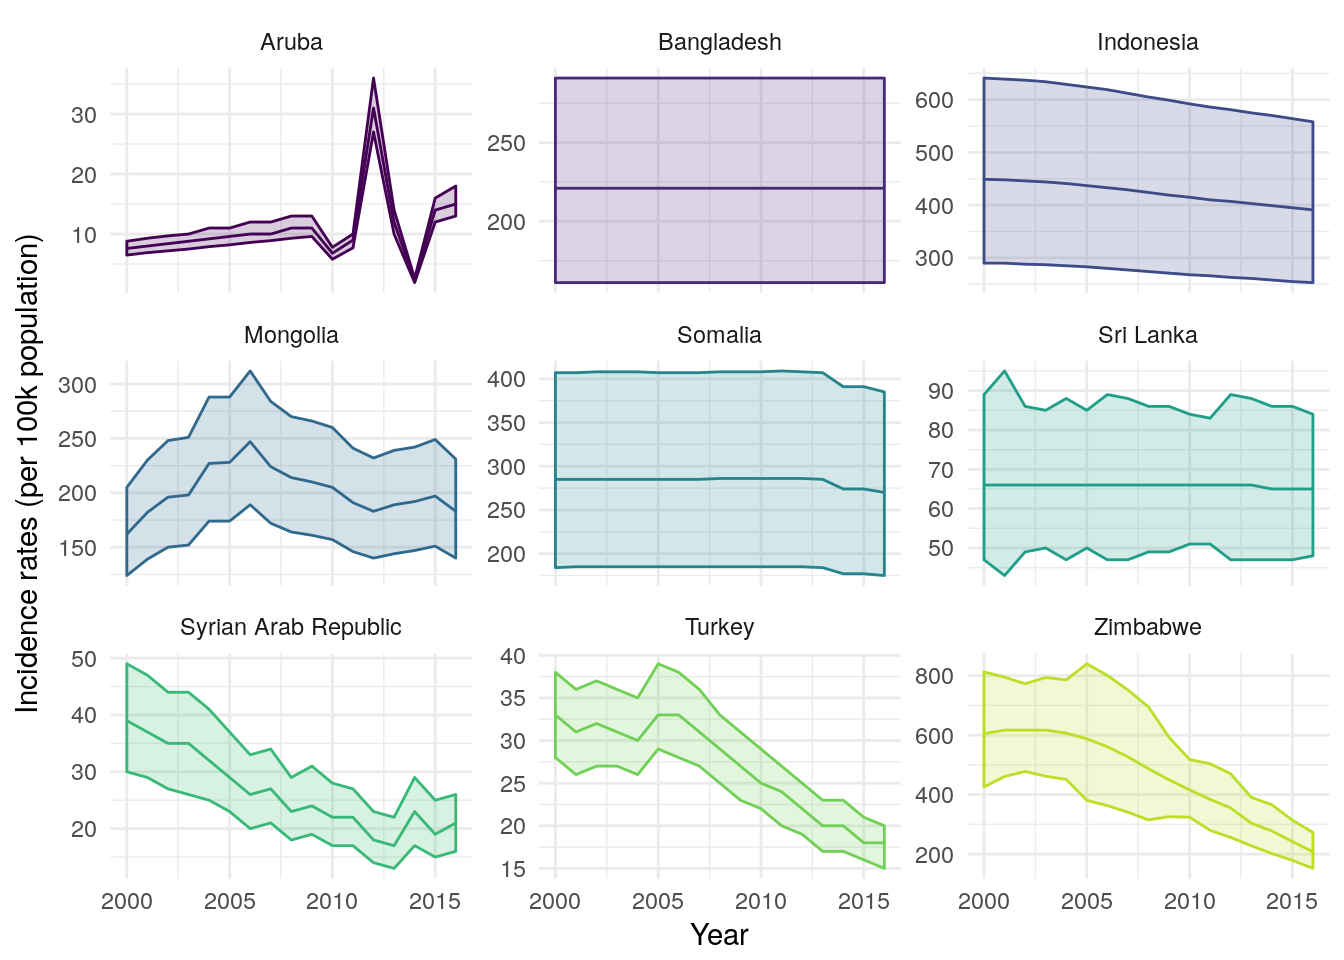 Aruba
Bangladesh
Indonesia
30
20
10
250
200
600
500
400
300
Mongolia
Somalia
Sri Lanka
300
250
200
150
400
350
300
250
200
90
80
70
60
50
Syrian Arab Republic
Turkey
Zimbabwe
50
40
30
20
40
35
30
25
20
15
800
600
400
200
2000 2005 2010 2015
2000 2005 2010 2015
2000 2005 2010 2015
Year
Incidence rates (per 100k population)